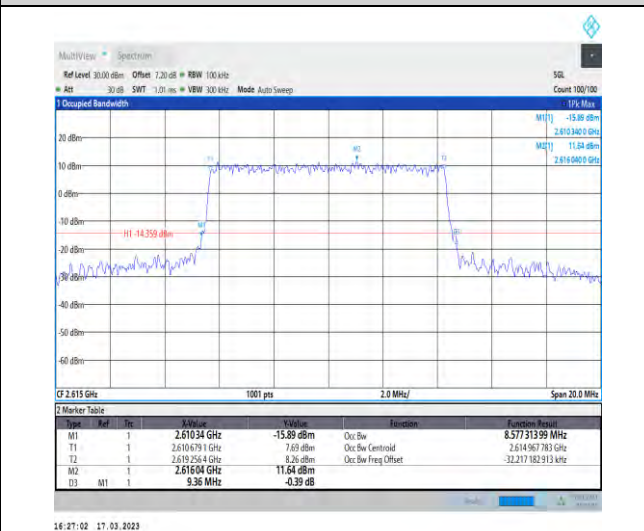 MultiView Spectrum
Ref Level 30.00 dBm Offset 7.20 dB RBW 100 kHz SGL
Att 30 dB SWT 1.01 ms VBW 300 kHz Mode Auto Sweep Count 100/100
1 Occupied Bandwidth 1Pk Max
M1[1] -15.89 dBm
2.610 340 0 GHz
M2[1] 11.64 dBm
2.616 040 0 GHz
20 dBm
M2
T1 T2
10 dBm
0 dBm
-10 dBm
M1
H1 -14.359 dBm
-20 dBm
-30 dBm
-40 dBm
-50 dBm
-60 dBm
CF 2.615 GHz 1001 pts 2.0 MHz/ Span 20.0 MHz
2 Marker Table
Type Ref Trc X-Value Y-Value Function Function Result
M1 1 2.61034 GHz -15.89 dBm Occ Bw 8.577 313 99 MHz
T1 1 2.610 679 1 GHz 7.69 dBm Occ Bw Centroid 2.614 967 783 GHz
T2 1 2.619 256 4 GHz 8.26 dBm Occ Bw Freq Offset -32.217 182 913 kHz
M2 1 2.61604 GHz 11.64 dBm
D3 M1 1 9.36 MHz -0.39 dB
16:27:02 17.03.2023